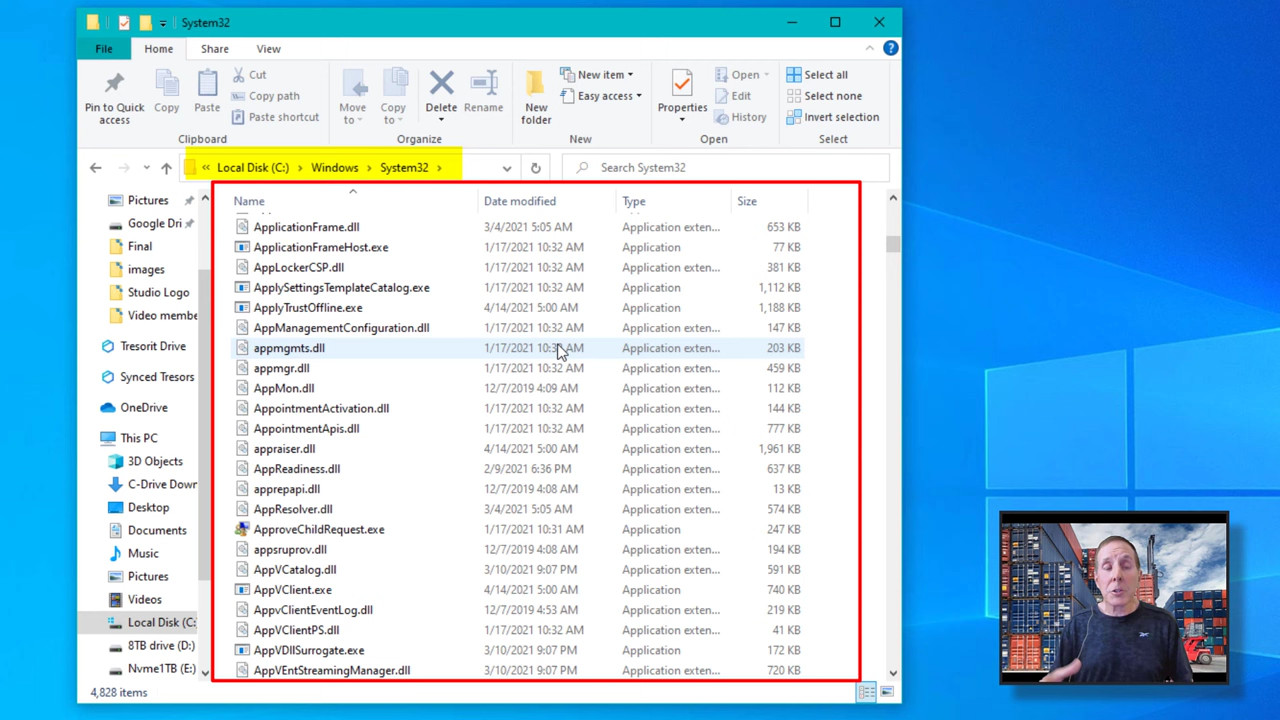 System32
File Home Share View
Pin to Quick access
Copy
Paste
Cut
Copy path
Paste shortcut
Clipboard
Move to
Copy to
Delete
Rename
Organize
New folder
New item
Easy access
New
Properties
Open
Edit
History
Open
Select all
Select none
Invert selection
Select
« Local Disk (C:) › Windows › System32 ›
Search System32
Pictures
Google Dri
Final
images
Studio Logo
Video membe
Tresorit Drive
Synced Tresors
OneDrive
This PC
3D Objects
C-Drive Down
Desktop
Documents
Music
Pictures
Videos
Local Disk (C:
8TB drive (D:)
Nvme1TB (E:)
Name Date modified Type Size
ApplicationFrame.dll 3/4/2021 5:05 AM Application exten... 653 KB
ApplicationFrameHost.exe 1/17/2021 10:32 AM Application 77 KB
AppLockerCSP.dll 1/17/2021 10:32 AM Application exten... 381 KB
ApplySettingsTemplateCatalog.exe 1/17/2021 10:32 AM Application 1,112 KB
ApplyTrustOffline.exe 4/14/2021 5:00 AM Application 1,188 KB
AppManagementConfiguration.dll 1/17/2021 10:32 AM Application exten... 147 KB
appmgmts.dll 1/17/2021 AM Application exten... 203 KB
appmgr.dll 1/17/2021 10:32 AM Application exten... 459 KB
AppMon.dll 12/7/2019 4:09 AM Application exten... 112 KB
AppointmentActivation.dll 1/17/2021 10:32 AM Application exten... 144 KB
AppointmentApis.dll 1/17/2021 10:32 AM Application exten... 777 KB
appraiser.dll 4/14/2021 5:00 AM Application exten... 1,961 KB
AppReadiness.dll 2/9/2021 6:36 PM Application exten... 637 KB
apprepapi.dll 12/7/2019 4:08 AM Application exten... 13 KB
AppResolver.dll 3/4/2021 5:05 AM Application exten... 574 KB
ApproveChildRequest.exe 1/17/2021 10:31 AM Application 247 KB
appsruprov.dll 12/7/2019 4:08 AM Application exten... 194 KB
AppVCatalog.dll 3/10/2021 9:07 PM Application exten... 591 KB
AppVClient.exe 4/14/2021 5:00 AM Application 740 KB
AppvClientEventLog.dll 12/7/2019 4:53 AM Application exten... 219 KB
AppVClientPS.dll 1/17/2021 10:32 AM Application exten... 41 KB
AppVDllSurrogate.exe 3/10/2021 9:07 PM Application 172 KB
AppVEntStreamingManager.dll 3/10/2021 9:07 PM Application exten... 720 KB
4,828 items